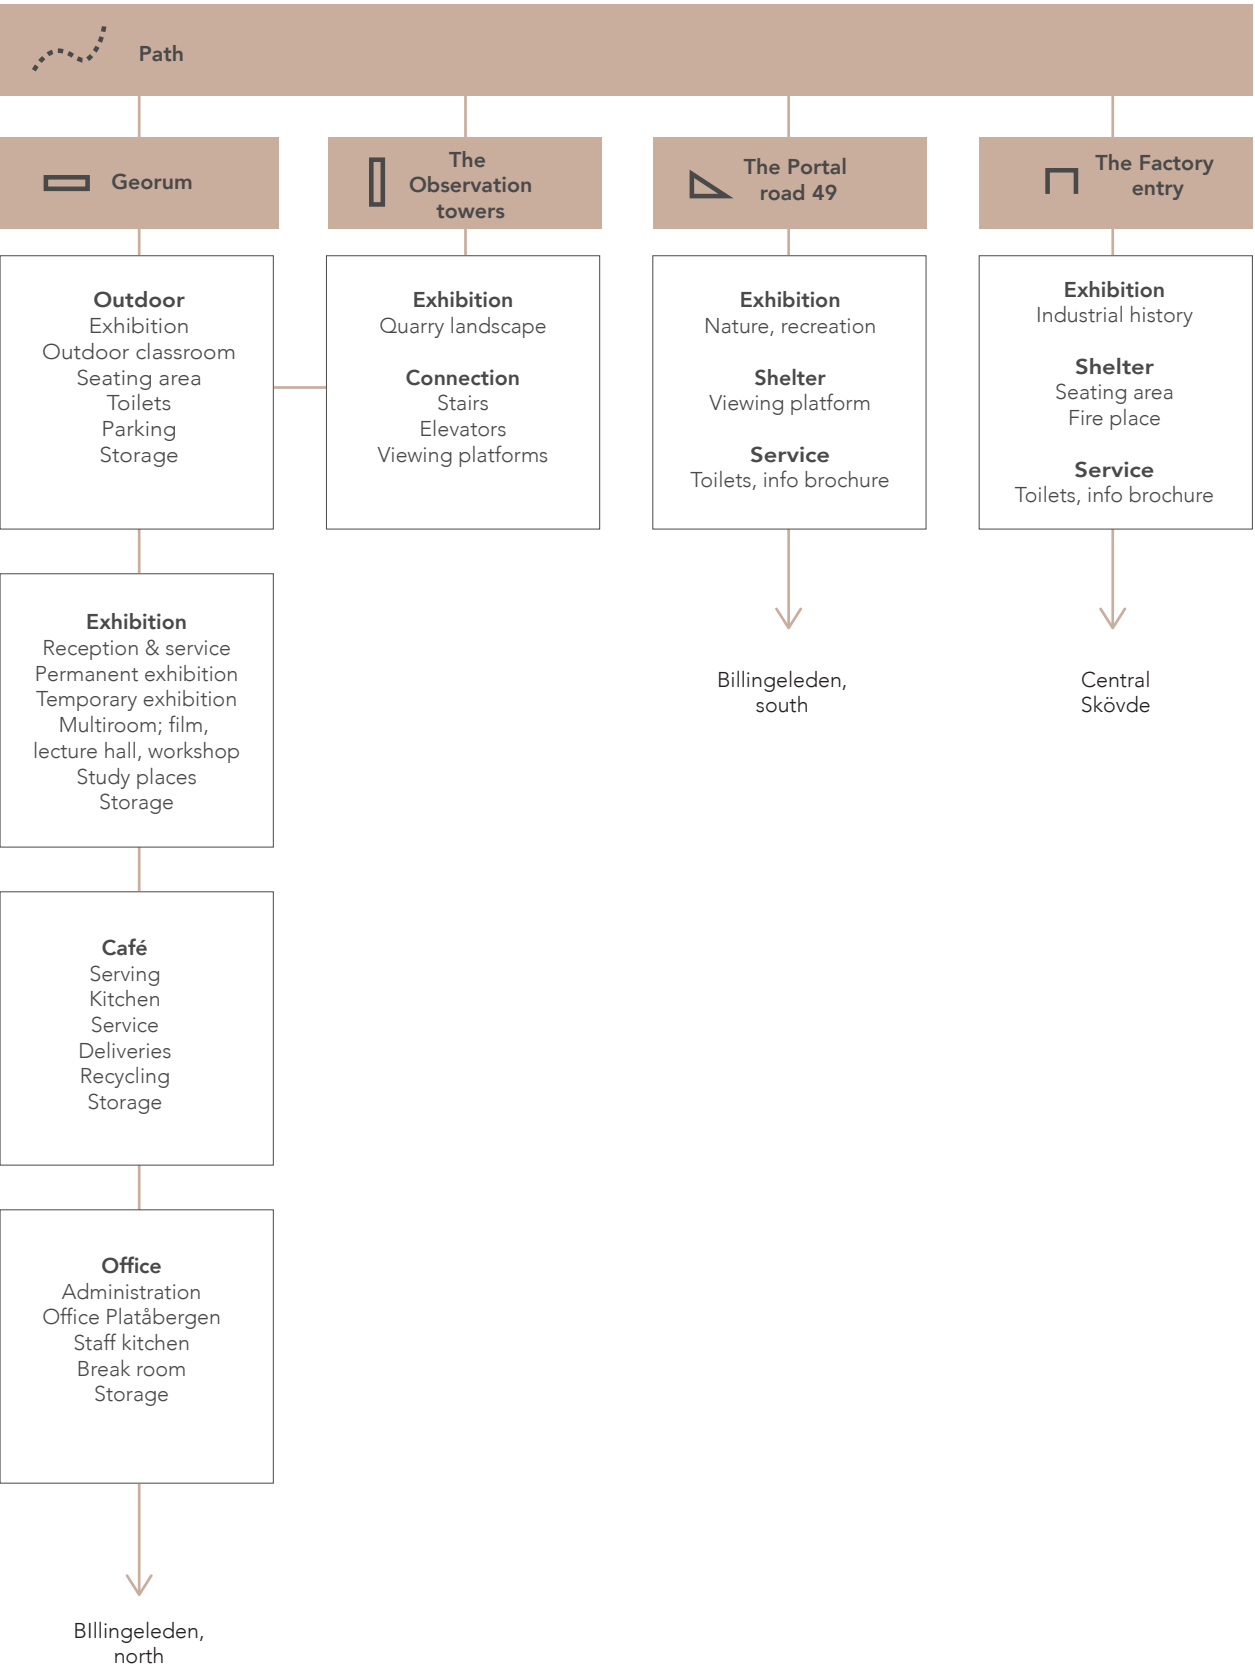 Path
Georum
The
Observation
towers
The Portal
road 49
The Factory
entry
Outdoor
Exhibition
Outdoor classroom
Seating area
Toilets
Parking
Storage
Exhibition
Quarry landscape
Connection
Stairs
Elevators
Viewing platforms
Exhibition
Nature, recreation
Shelter
Viewing platform
Service
Toilets, info brochure
Exhibition
Industrial history
Shelter
Seating area
Fire place
Service
Toilets, info brochure
Exhibition
Reception & service
Permanent exhibition
Temporary exhibition
Multiroom; film,
lecture hall, workshop
Study places
Storage
Billingeleden,
south
Central
Skövde
Café
Serving
Kitchen
Service
Deliveries
Recycling
Storage
Office
Administration
Office Platåbergen
Staff kitchen
Break room
Storage
BIllingeleden,
north